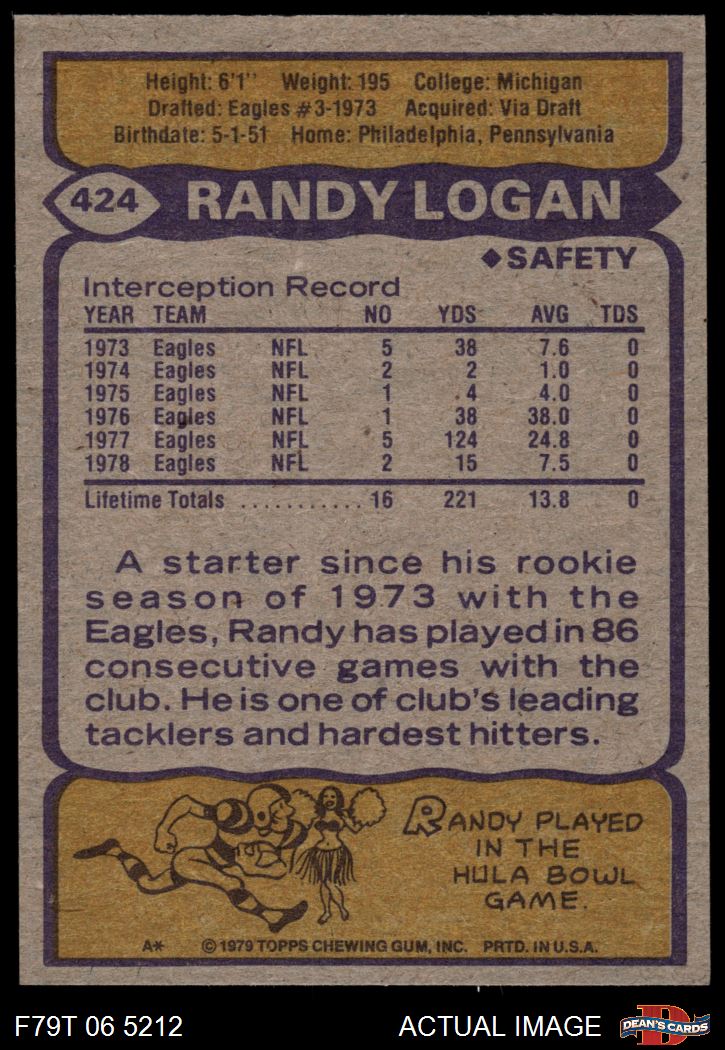 Height: 6'1" Weight: 195 College: Michigan
Drafted: Eagles #3-1973 Acquired: Via Draft
Birthdate: 5-1-51 Home: Philadelphia, Pennsylvania
424 RANDY LOGAN
◆SAFETY
Interception Record
YEAR TEAM NO YDS AVG TDS
1973 Eagles NFL 5 38 7.6 0
1974 Eagles NFL 2 2 1.0 0
1975 Eagles NFL 1 4 4.0 0
1976 Eagles NFL 1 38 38.0 0
1977 Eagles NFL 5 124 24.8 0
1978 Eagles NFL 2 15 7.5 0
Lifetime Totals ........... 16 221 13.8 0
A starter since his rookie
season of 1973 with the
Eagles, Randy has played in 86
consecutive games with the
club. He is one of club's leading
tacklers and hardest hitters.
RANDY PLAYED
IN THE
HULA BOWL
GAME.
A* © 1979 TOPPS CHEWING GUM, INC. PRTD. IN U.S.A.
F79T 06 5212 ACTUAL IMAGE D DEAN'S CARDS